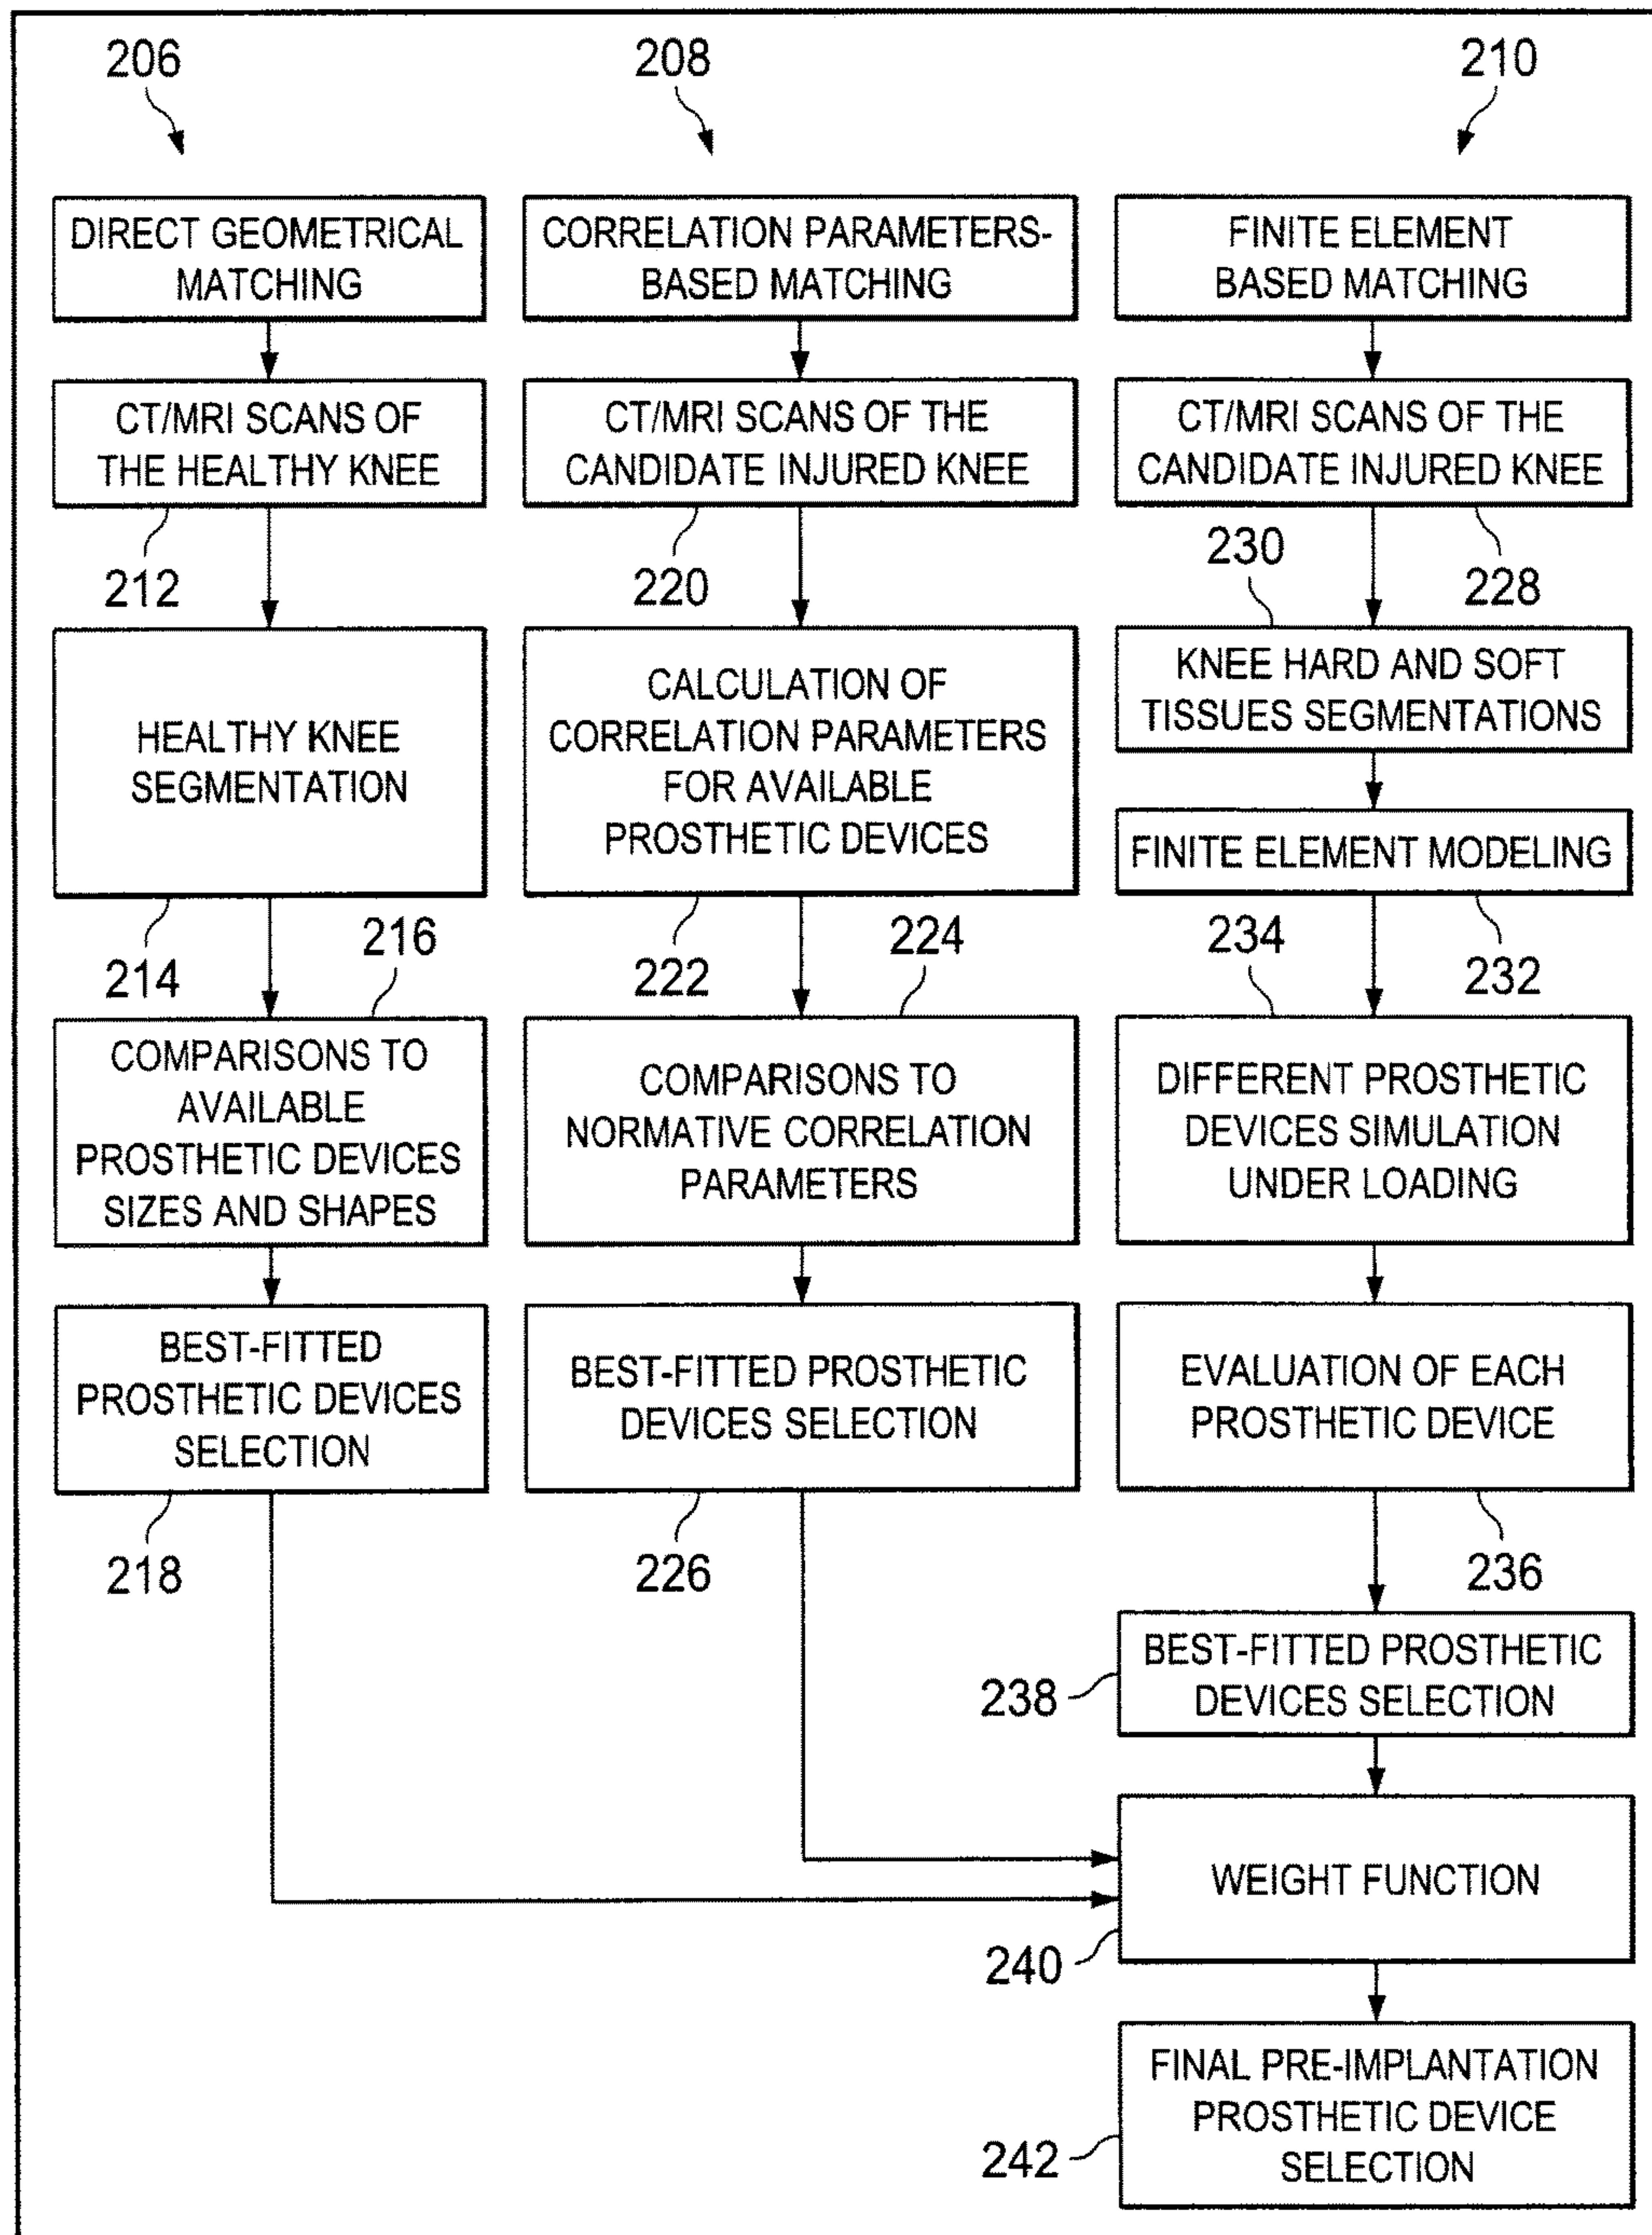 206
208
210
DIRECT GEOMETRICAL
MATCHING
CORRELATION PARAMETERS-
BASED MATCHING
FINITE ELEMENT
BASED MATCHING
CT/MRI SCANS OF
THE HEALTHY KNEE
CT/MRI SCANS OF THE
CANDIDATE INJURED KNEE
CT/MRI SCANS OF THE
CANDIDATE INJURED KNEE
212
220
230
228
HEALTHY KNEE
SEGMENTATION
CALCULATION OF
CORRELATION PARAMETERS
FOR AVAILABLE
PROSTHETIC DEVICES
KNEE HARD AND SOFT
TISSUES SEGMENTATIONS
FINITE ELEMENT MODELING
214
216
222
224
234
232
COMPARISONS TO
AVAILABLE
PROSTHETIC DEVICES
SIZES AND SHAPES
COMPARISONS TO
NORMATIVE CORRELATION
PARAMETERS
DIFFERENT PROSTHETIC
DEVICES SIMULATION
UNDER LOADING
BEST-FITTED
PROSTHETIC DEVICES
SELECTION
BEST-FITTED PROSTHETIC
DEVICES SELECTION
EVALUATION OF EACH
PROSTHETIC DEVICE
218
226
236
BEST-FITTED PROSTHETIC
DEVICES SELECTION
238
WEIGHT FUNCTION
240
FINAL PRE-IMPLANTATION
PROSTHETIC DEVICE
SELECTION
242